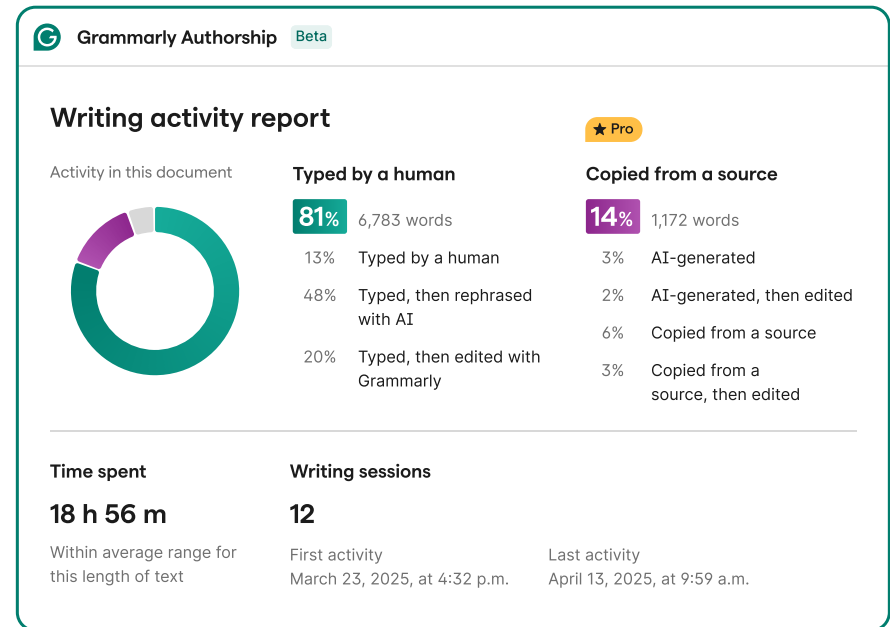 Grammarly Authorship Beta
Writing activity report
Pro
Activity in this document
Typed by a human
81% 6,783 words
13% Typed by a human
48% Typed, then rephrased
with AI
20% Typed, then edited with
Grammarly
Copied from a source
14% 1,172 words
3% AI-generated
2% AI-generated, then edited
6% Copied from a source
3% Copied from a
source, then edited
Time spent
18 h 56 m
Within average range for
this length of text
Writing sessions
12
First activity
March 23, 2025, at 4:32 p.m.
Last activity
April 13, 2025, at 9:59 a.m.